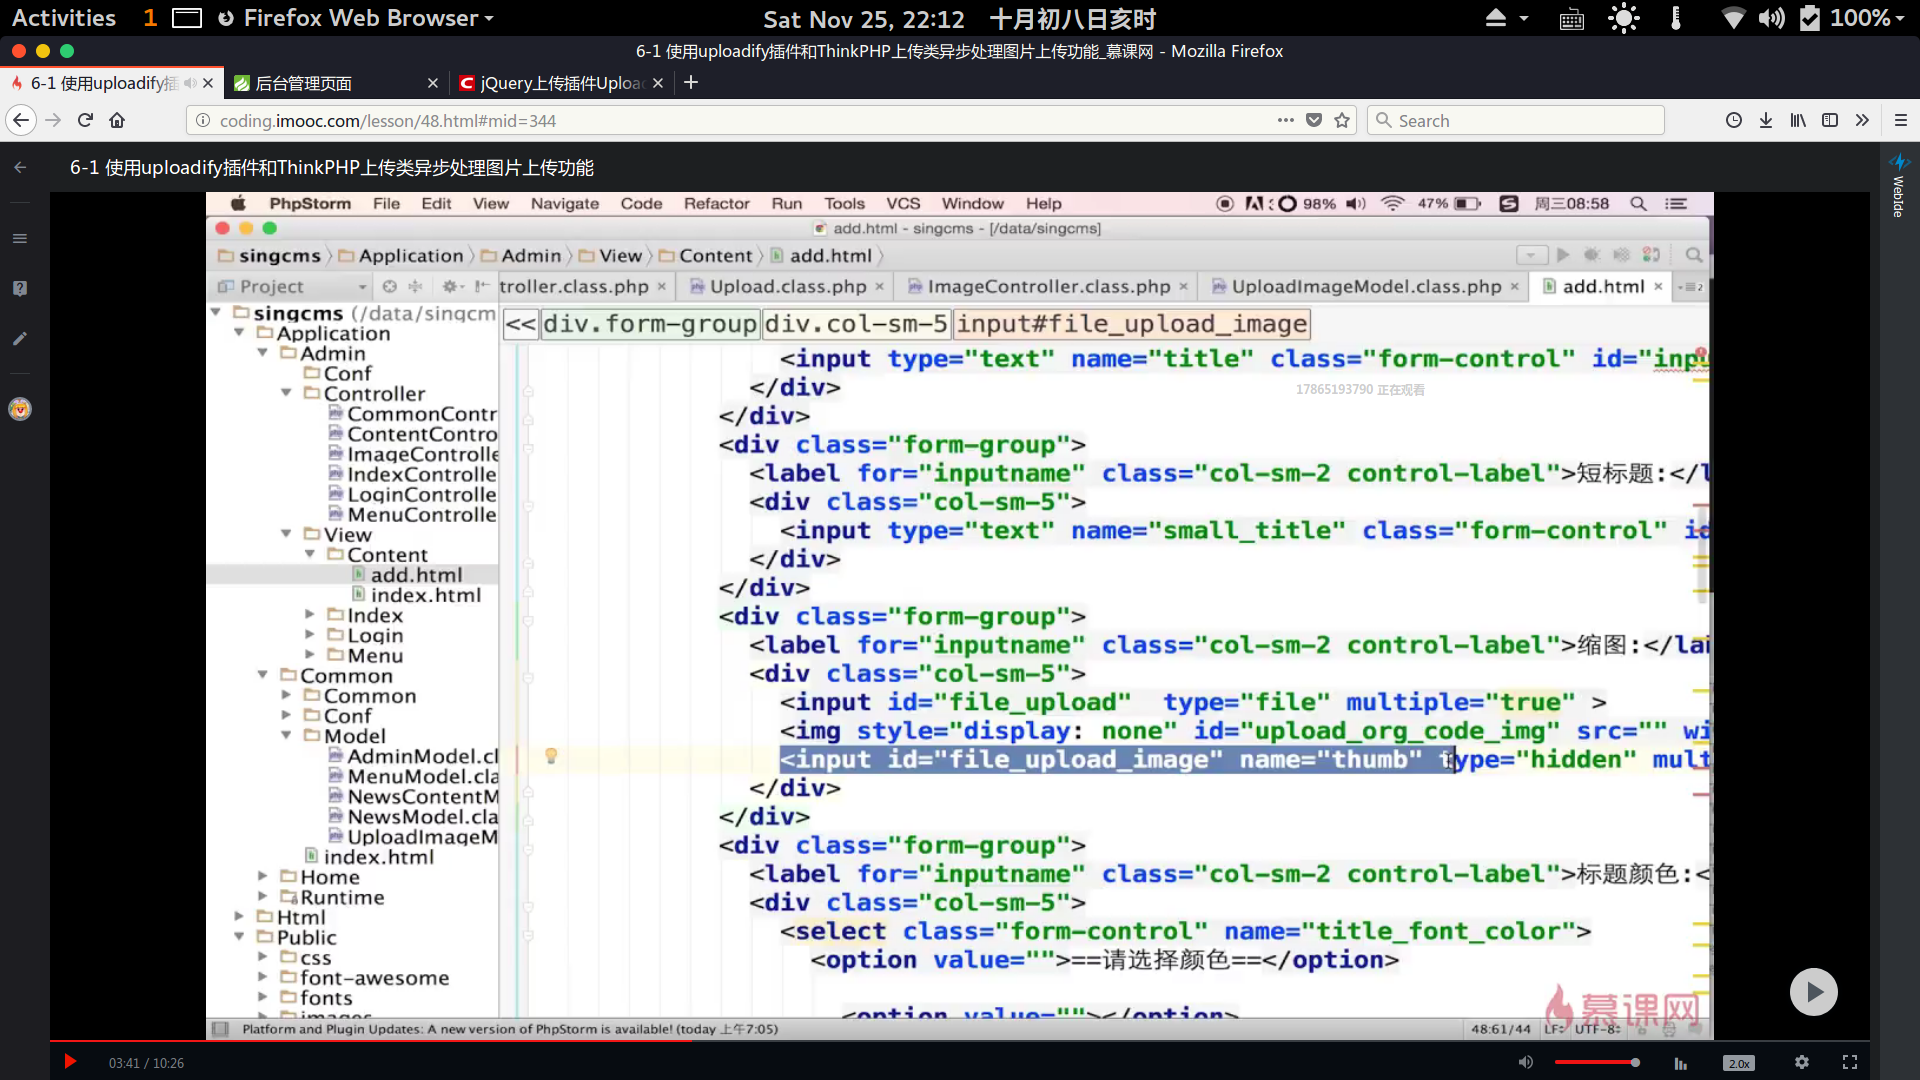 Activities 1 Firefox Web Browser Sat Nov 25, 22:12 十月初八日亥时 100%
6-1 使用uploadify插件和ThinkPHP上传类异步处理图片上传功能_慕课网 - Mozilla Firefox
6-1 使用uploadify插 后台管理页面 jQuery上传插件Uploa
coding.imooc.com/lesson/48.html#mid=344 Search
6-1 使用uploadify插件和ThinkPHP上传类异步处理图片上传功能
WebIde
PhpStorm File Edit View Navigate Code Refactor Run Tools VCS Window Help 98% 47% 周三08:58
add.html - singcms - [/data/singcms]
singcms Application Admin View Content add.html
Project troller.class.php Upload.class.php ImageController.class.php UploadImageModel.class.php add.html
<< div.form-group div.col-sm-5 input#file_upload_image
singcms (/data/singcm
Application
Admin
Conf
Controller
CommonContr
ContentContro
ImageControlle
IndexControlle
LoginControlle
MenuControlle
View
Content
add.html
index.html
Index
Login
Menu
Common
Common
Conf
Model
AdminModel.cl
MenuModel.cla
NewsContentM
NewsModel.cla
UploadImageM
index.html
Home
Runtime
Html
Public
css
font-awesome
fonts
images
<input type="text" name="title" class="form-control" id="inpu
</div>
17865193790 正在观看
</div>
<div class="form-group">
<label for="inputname" class="col-sm-2 control-label">短标题:</l
<div class="col-sm-5">
<input type="text" name="small_title" class="form-control" id
</div>
</div>
<div class="form-group">
<label for="inputname" class="col-sm-2 control-label">缩图:</lab
<div class="col-sm-5">
<input id="file_upload" type="file" multiple="true" >
<img style="display: none" id="upload_org_code_img" src="" wi
<input id="file_upload_image" name="thumb" type="hidden" mult
</div>
</div>
<div class="form-group">
<label for="inputname" class="col-sm-2 control-label">标题颜色:<
<div class="col-sm-5">
<select class="form-control" name="title_font_color">
<option value="">==请选择颜色==</option>
<option value=""></option>
慕课网
Platform and Plugin Updates: A new version of PhpStorm is available! (today 上午7:05) 48:61/44 LF UTF-8
03:41 / 10:26 2.0x